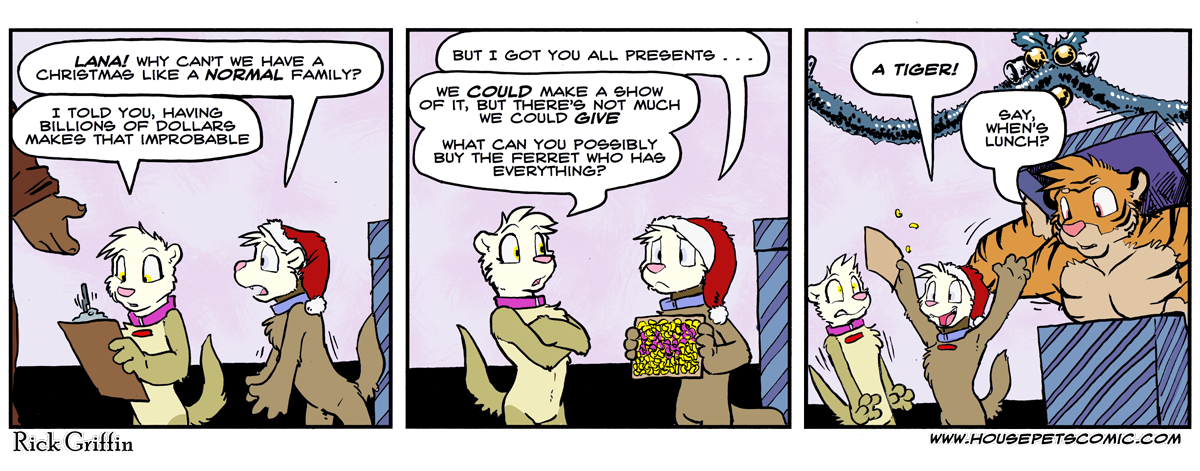 LANA! WHY CAN'T WE HAVE A
CHRISTMAS LIKE A NORMAL FAMILY?
I TOLD YOU, HAVING
BILLIONS OF DOLLARS
MAKES THAT IMPROBABLE
BUT I GOT YOU ALL PRESENTS . . .
WE COULD MAKE A SHOW
OF IT, BUT THERE'S NOT MUCH
WE COULD GIVE
WHAT CAN YOU POSSIBLY
BUY THE FERRET WHO HAS
EVERYTHING?
A TIGER!
SAY,
WHEN'S
LUNCH?
Rick Griffin
WWW.HOUSEPETSCOMIC.COM